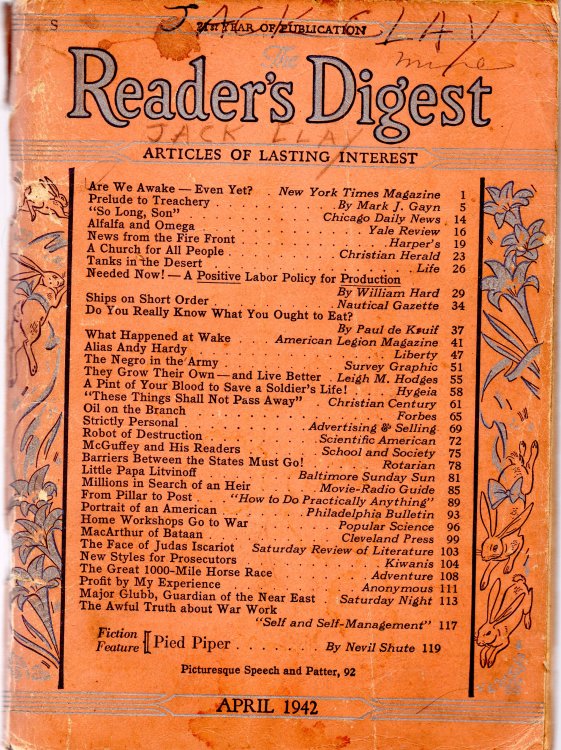 JACK CLAY
S
21st YEAR OF PUBLICATION
mine
The
Reader's Digest
JACK CLAY
ARTICLES OF LASTING INTEREST
Are We Awake — Even Yet? . New York Times Magazine 1
Prelude to Treachery . . . . By Mark J. Gayn 5
"So Long, Son" . . . . Chicago Daily News 14
Alfalfa and Omega . . . . Yale Review 16
News from the Fire Front . . . . Harper's 19
A Church for All People . . . . Christian Herald 23
Tanks in the Desert . . . . Life 26
Needed Now! — A Positive Labor Policy for Production
By William Hard 29
Ships on Short Order . . . . Nautical Gazette 34
Do You Really Know What You Ought to Eat?
By Paul de Kruif 37
What Happened at Wake . American Legion Magazine 41
Alias Andy Hardy . . . . Liberty 47
The Negro in the Army . . . . Survey Graphic 51
They Grow Their Own — and Live Better . Leigh M. Hodges 55
A Pint of Your Blood to Save a Soldier's Life! . Hygeia 58
"These Things Shall Not Pass Away" . Christian Century 61
Oil on the Branch . . . . Forbes 65
Strictly Personal . . . . Advertising & Selling 69
Robot of Destruction . . . . Scientific American 72
McGuffey and His Readers . . . . School and Society 75
Barriers Between the States Must Go! . . . . Rotarian 78
Little Papa Litvinoff . . . . Baltimore Sunday Sun 81
Millions in Search of an Heir . . . . Movie-Radio Guide 85
From Pillar to Post . . "How to Do Practically Anything" 89
Portrait of an American . . . . Philadelphia Bulletin 93
Home Workshops Go to War . . . . Popular Science 96
MacArthur of Bataan . . . . Cleveland Press 99
The Face of Judas Iscariot Saturday Review of Literature 103
New Styles for Prosecutors . . . . Kiwanis 104
The Great 1000-Mile Horse Race . . . . Adventure 108
Profit by My Experience . . . . Anonymous 111
Major Glubb, Guardian of the Near East . Saturday Night 113
The Awful Truth about War Work
"Self and Self-Management" 117
Fiction Feature [[ Pied Piper . . . . . . . By Nevil Shute 119
Picturesque Speech and Patter, 92
APRIL 1942